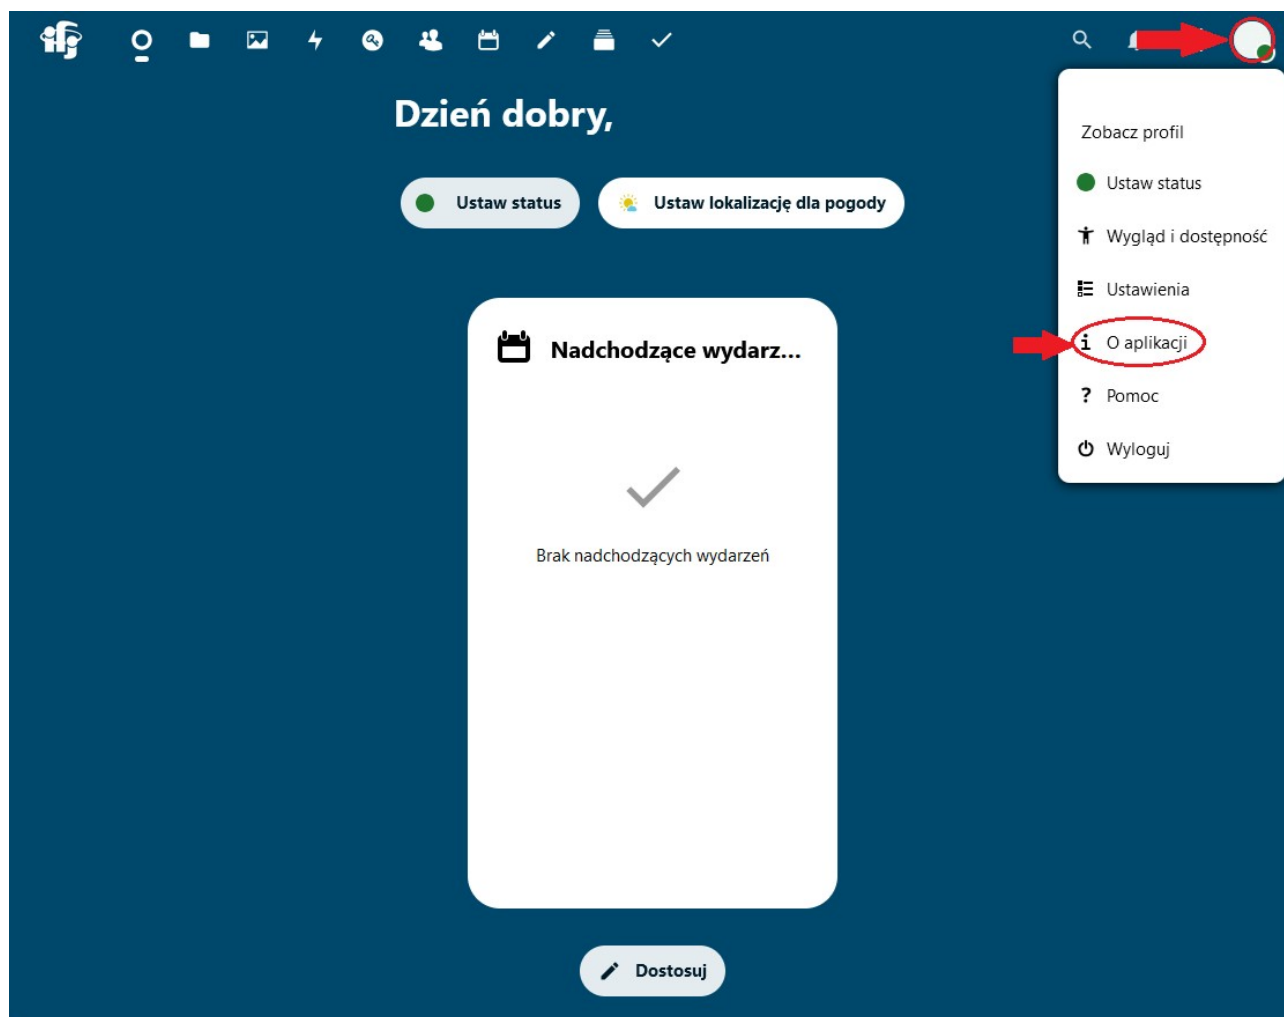 ifj
Dzień dobry,
Ustaw status
Ustaw lokalizację dla pogody
Nadchodzące wydarz...
Brak nadchodzących wydarzeń
Dostosuj
Zobacz profil
Ustaw status
Wygląd i dostępność
Ustawienia
i O aplikacji
? Pomoc
Wyloguj